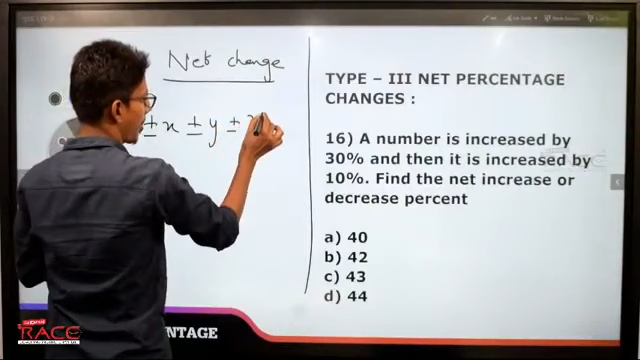 Net change
± x ± y ±
TYPE – III NET PERCENTAGE
CHANGES :
16) A number is increased by
30% and then it is increased by
10%. Find the net increase or
decrease percent
a) 40
b) 42
c) 43
d) 44
RACE
NTAGE